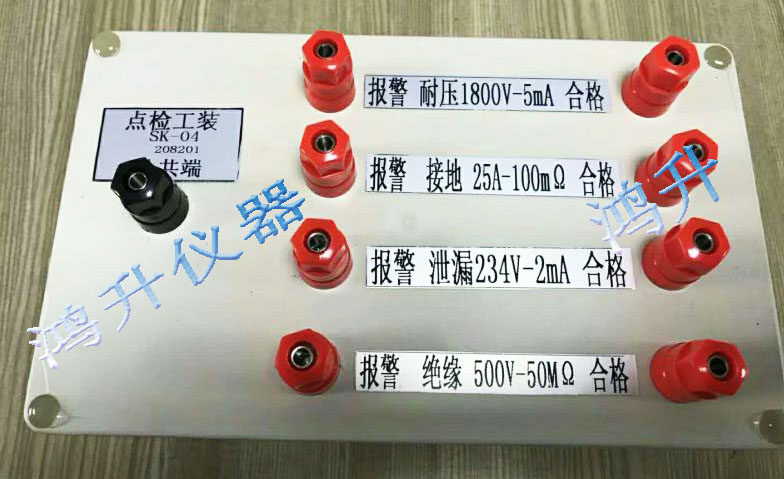 点检工装
SK-04
208201
共端
报警 耐压1800V-5mA 合格
报警 接地 25A-100mΩ 合格
报警 泄漏234V-2mA 合格
报警 绝缘 500V-50MΩ 合格
鸿升仪器
鸿升